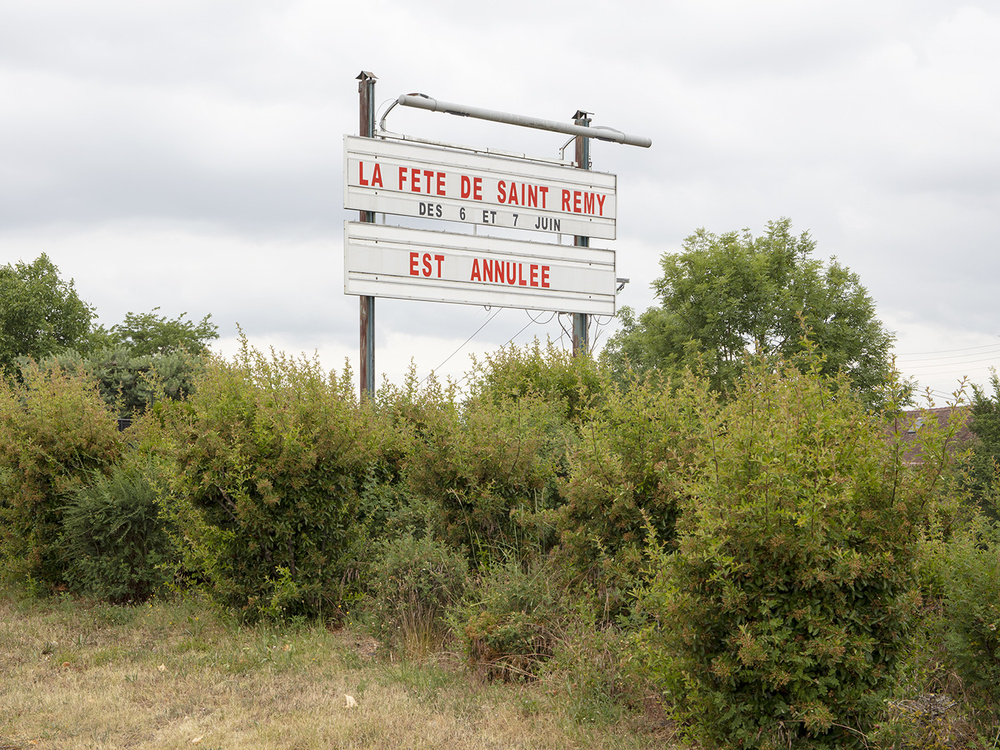 LA FETE DE SAINT REMY
DES 6 ET 7 JUIN
EST ANNULEE